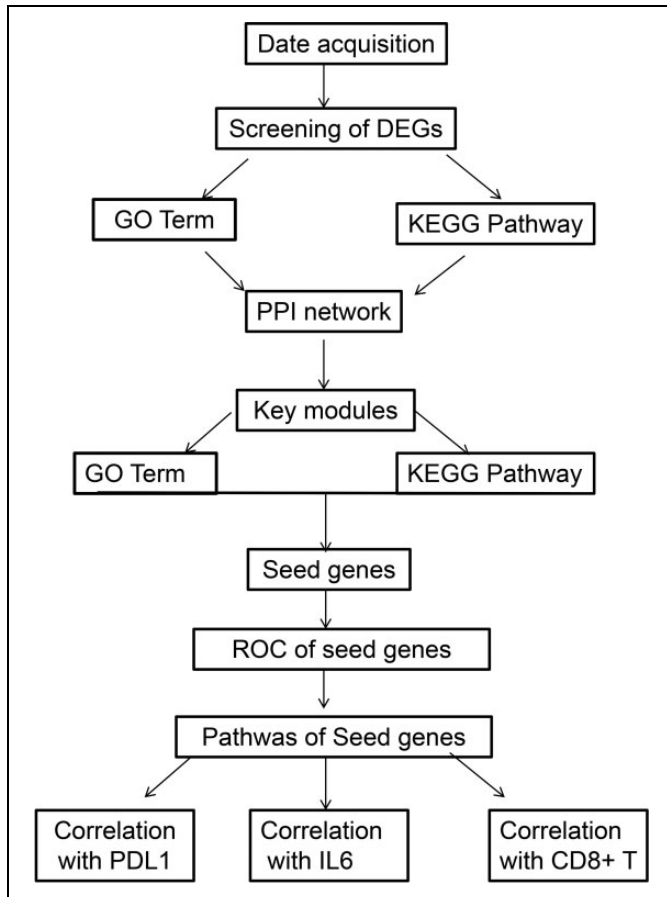 Date acquisition
Screening of DEGs
GO Term
KEGG Pathway
PPI network
Key modules
GO Term
KEGG Pathway
Seed genes
ROC of seed genes
Pathwas of Seed genes
Correlation
with PDL1
Correlation
with IL6
Correlation
with CD8+ T